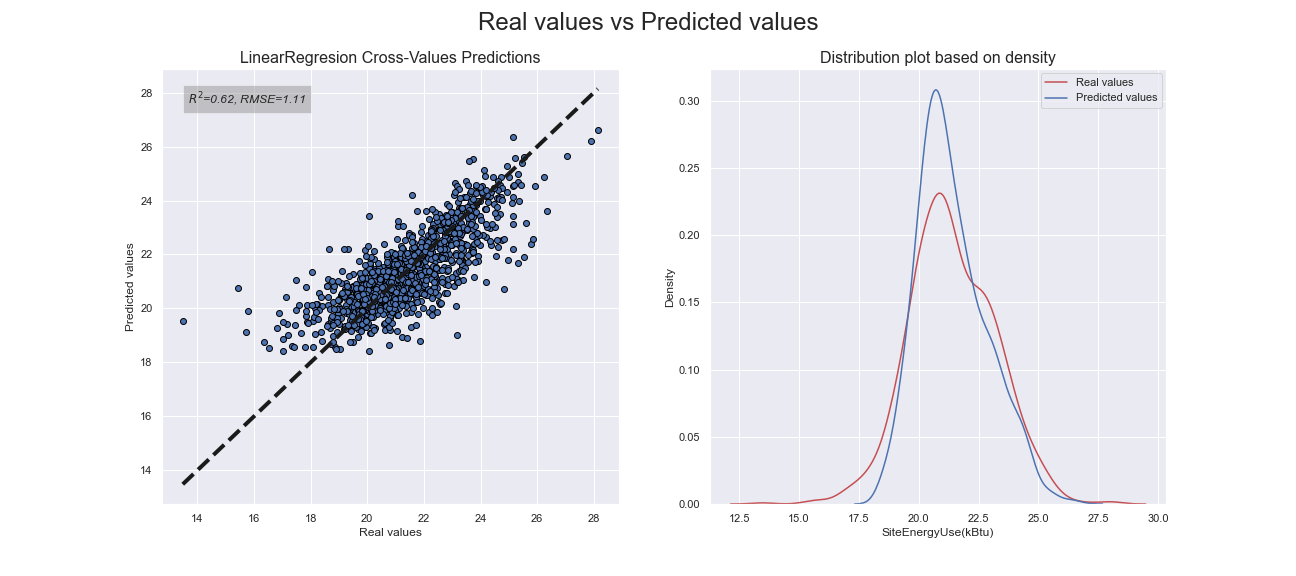 Real values vs Predicted values
LinearRegresion Cross-Values Predictions
R²=0.62, RMSE=1.11
28
26
24
22
20
18
16
14
Predicted values
14 16 18 20 22 24 26 28
Real values
Distribution plot based on density
Real values
Predicted values
0.30
0.25
0.20
0.15
0.10
0.05
0.00
Density
12.5 15.0 17.5 20.0 22.5 25.0 27.5 30.0
SiteEnergyUse(kBtu)